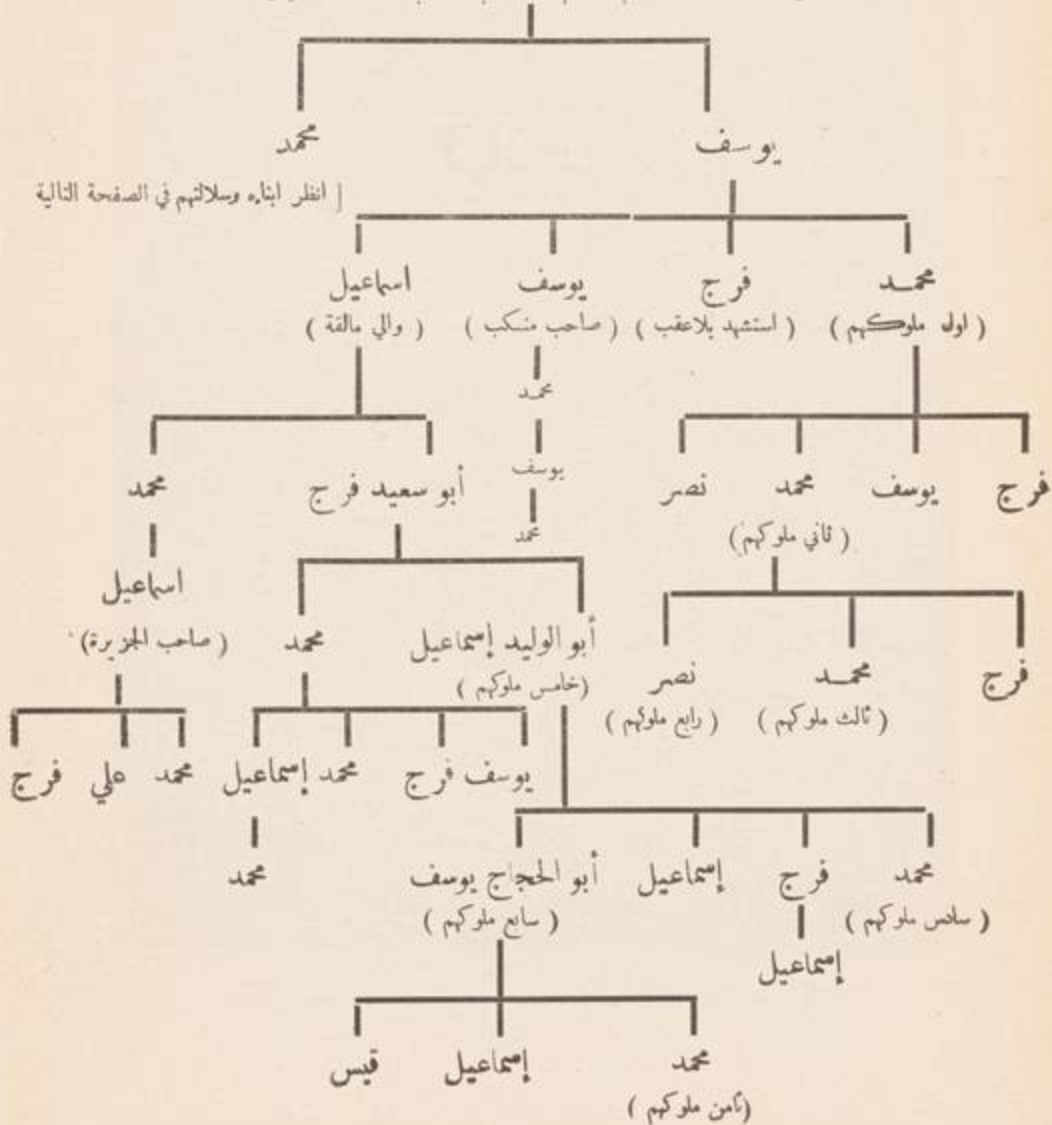 محمد يوسف
[ انظر ابناءه وسلالتهم في الصفحة التالية
محمد فرج يوسف اسماعيل
( اول ملوكهم ) ( استشهد بلاعقب ) ( صاحب منكب ) ( والي مالقة )
محمد
يوسف
فرج يوسف محمد نصر أبو سعيد فرج محمد
( ثاني ملوكهم ) محمد
اسماعيل
( صاحب الجزيرة )
أبو الوليد إسماعيل محمد
( خامس ملوكهم )
فرج محمد نصر
( ثالث ملوكهم ) ( رابع ملوكهم )
يوسف فرج محمد إسماعيل محمد علي فرج
محمد
محمد فرج إسماعيل أبو الحجاج يوسف
( سادس ملوكهم ) ( سابع ملوكهم )
إسماعيل
محمد إسماعيل قيس
( ثامن ملوكهم )